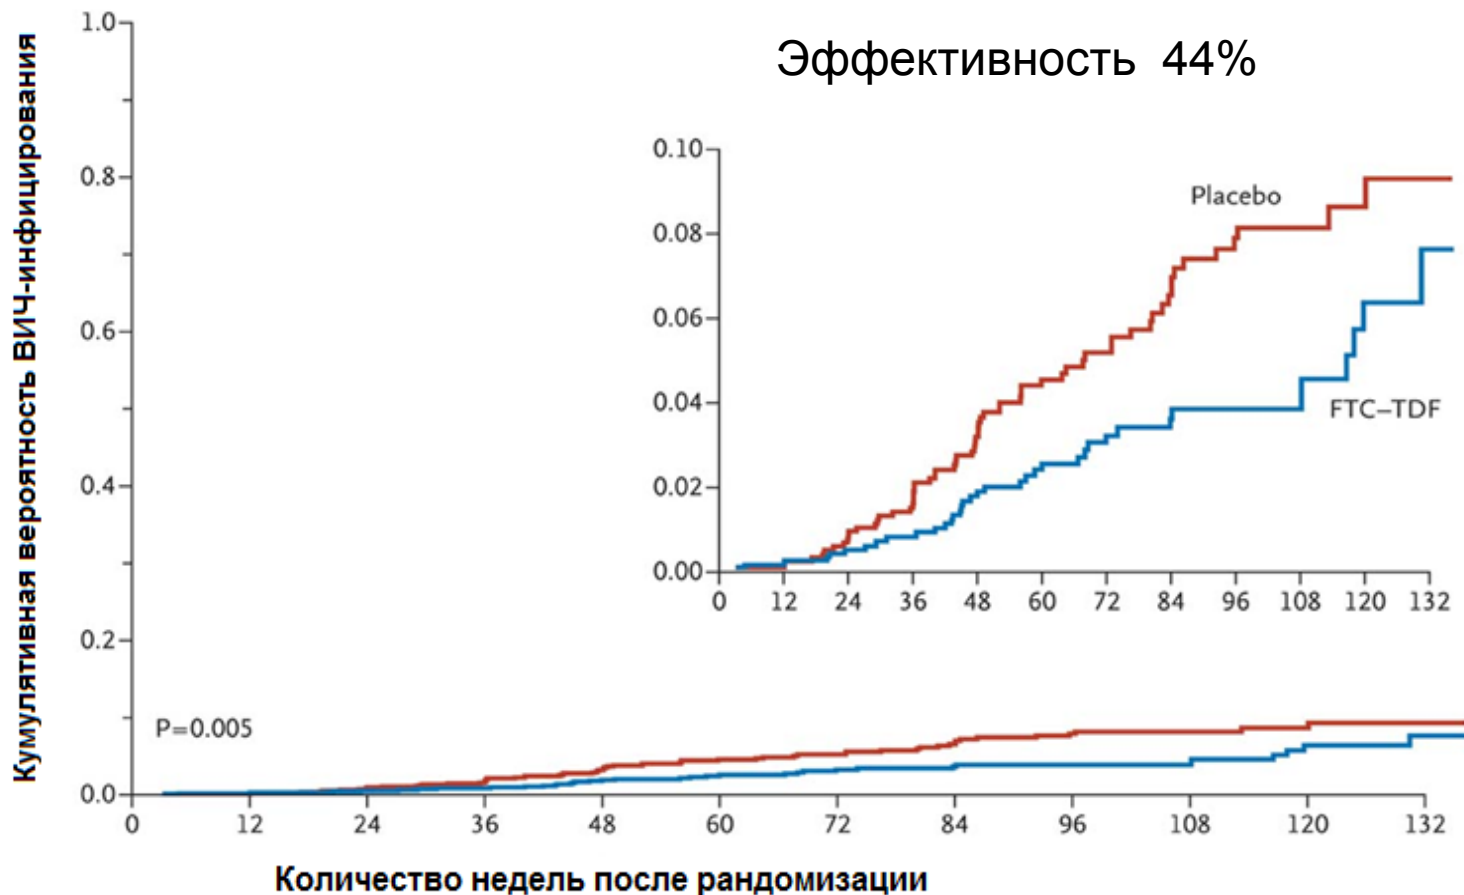 Эффективность 44%
Кумулятивная вероятность ВИЧ-инфицирования
1.0
0.8
0.6
0.4
0.2
0.0
P=0.005
0 12 24 36 48 60 72 84 96 108 120 132
Количество недель после рандомизации
0.10
0.08
0.06
0.04
0.02
0.00
Placebo
FTC–TDF
0 12 24 36 48 60 72 84 96 108 120 132